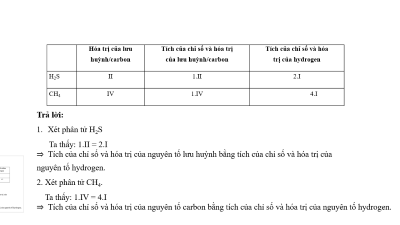 Hóa trị của lưu huỳnh/carbon | Tích của chỉ số và hóa trị của lưu huỳnh/carbon | Tích của chỉ số và hóa trị của hydrogen
H₂S | II | 1.II | 2.I
CH₄ | IV | 1.IV | 4.I
Trả lời:
1. Xét phân tử H₂S
Ta thấy: 1.II = 2.I
⇒ Tích của chỉ số và hóa trị của nguyên tố lưu huỳnh bằng tích của chỉ số và hóa trị của
nguyên tố hydrogen.
2. Xét phân tử CH₄.
Ta thấy: 1.IV = 4.I
⇒ Tích của chỉ số và hóa trị của nguyên tố carbon bằng tích của chỉ số và hóa trị của nguyên tố hydrogen.